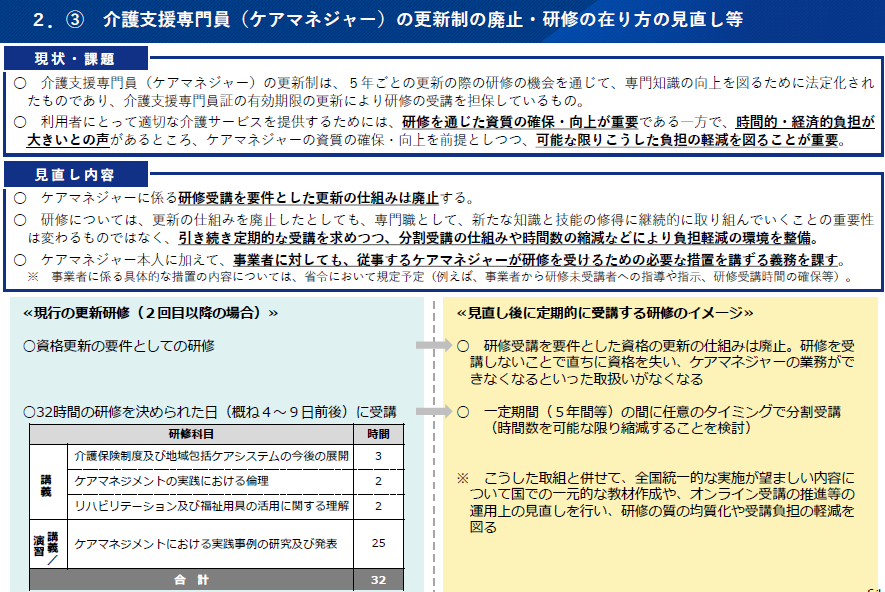 ２．③　介護支援専門員（ケアマネジャー）の更新制の廃止・研修の在り方の見直し等
現状・課題
○　介護支援専門員（ケアマネジャー）の更新制は、５年ごとの更新の際の研修の機会を通じて、専門知識の向上を図るために法定化され
たものであり、介護支援専門員証の有効期限の更新により研修の受講を担保しているもの。
○　利用者にとって適切な介護サービスを提供するためには、研修を通じた資質の確保・向上が重要である一方で、時間的・経済的負担が
大きいとの声があるところ、ケアマネジャーの資質の確保・向上を前提としつつ、可能な限りこうした負担の軽減を図ることが重要。
見直し内容
○　ケアマネジャーに係る研修受講を要件とした更新の仕組みは廃止する。
○　研修については、更新の仕組みを廃止したとしても、専門職として、新たな知識と技能の修得に継続的に取り組んでいくことの重要性
は変わるものではなく、引き続き定期的な受講を求めつつ、分割受講の仕組みや時間数の縮減などにより負担軽減の環境を整備。
○　ケアマネジャー本人に加えて、事業者に対しても、従事するケアマネジャーが研修を受けるための必要な措置を講ずる義務を課す。
※　事業者に係る具体的な措置の内容については、省令において規定予定（例えば、事業者から研修未受講者への指導や指示、研修受講時間の確保等）。
≪現行の更新研修（２回目以降の場合）≫
○資格更新の要件としての研修
○32時間の研修を決められた日（概ね４～９日前後）に受講
研修科目　時間
講義
介護保険制度及び地域包括ケアシステムの今後の展開　3
ケアマネジメントの実践における倫理　2
リハビリテーション及び福祉用具の活用に関する理解　2
講義／演習
ケアマネジメントにおける実践事例の研究及び発表　25
合　計　32
≪見直し後に定期的に受講する研修のイメージ≫
○　研修受講を要件とした資格の更新の仕組みは廃止。研修を受
講しないことで直ちに資格を失い、ケアマネジャーの業務ができ
なくなるといった取扱いがなくなる
○　一定期間（５年間等）の間に任意のタイミングで分割受講
（時間数を可能な限り縮減することを検討）
※　こうした取組と併せて、全国統一的な実施が望ましい内容に
ついて国での一元的な教材作成や、オンライン受講の推進等の
運用上の見直しを行い、研修の質の均質化や受講負担の軽減を
図る